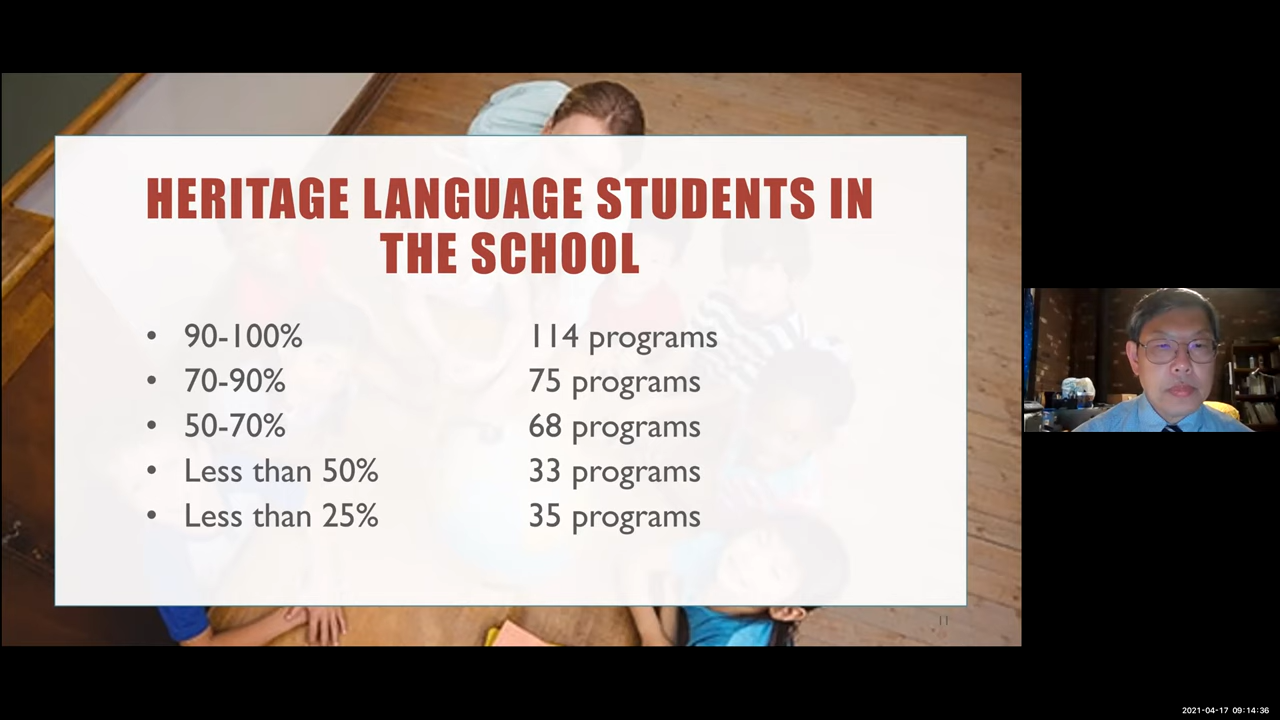 HERITAGE LANGUAGE STUDENTS IN
THE SCHOOL
• 90-100% 114 programs
• 70-90% 75 programs
• 50-70% 68 programs
• Less than 50% 33 programs
• Less than 25% 35 programs
11
2021-04-17 09:14:36